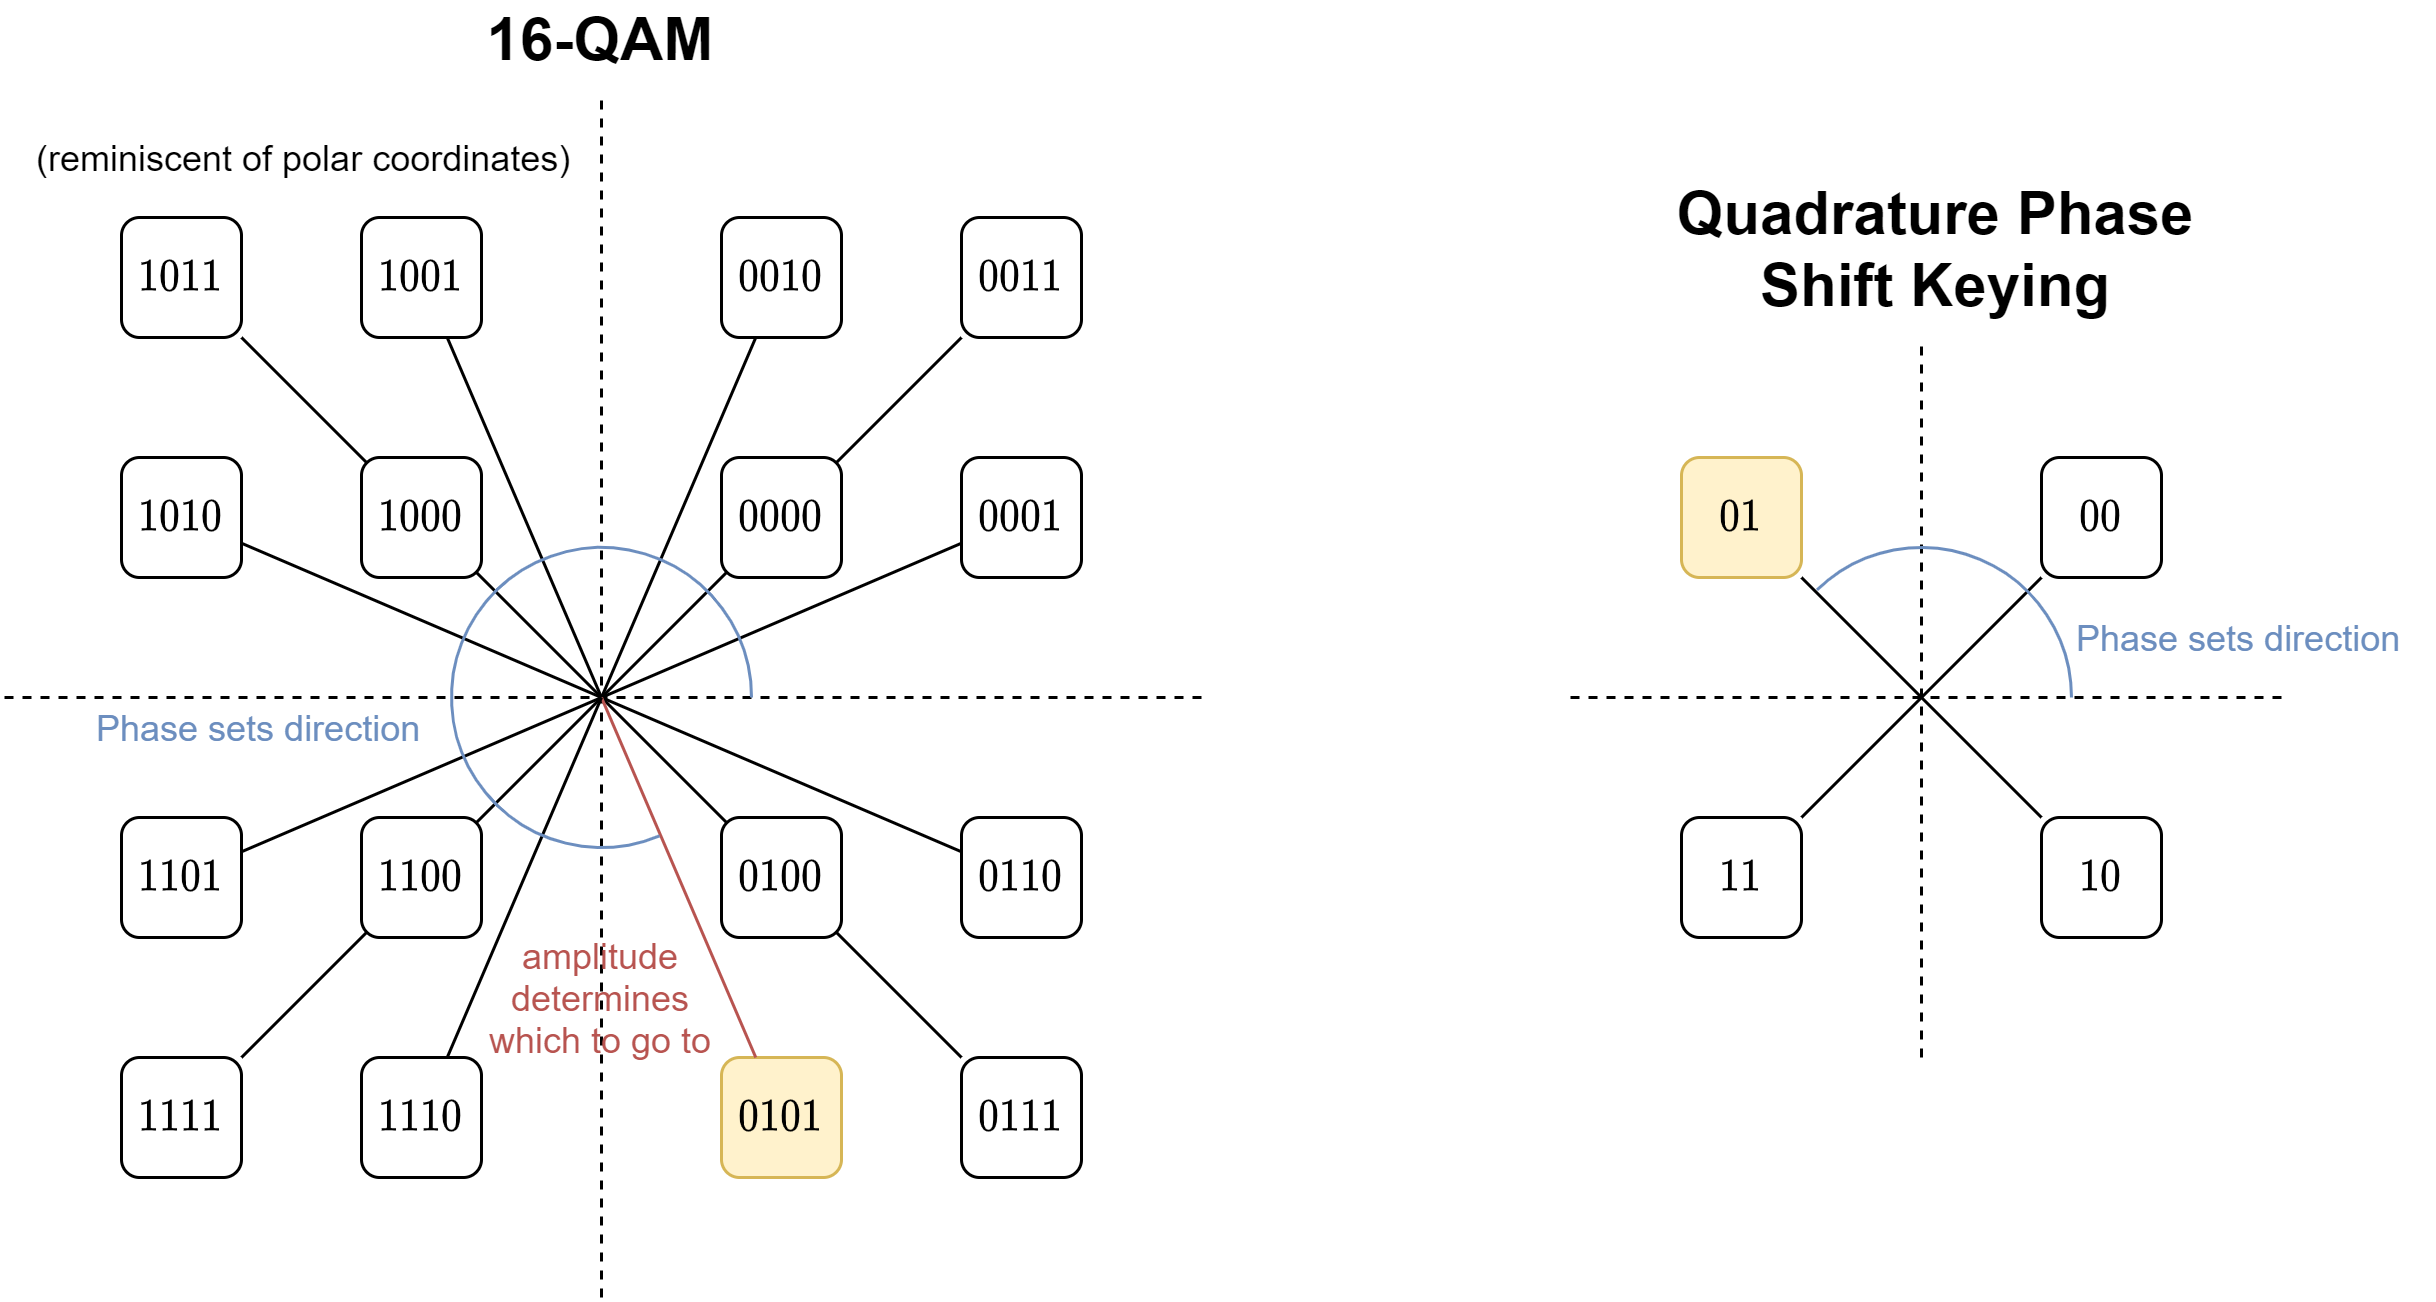 16-QAM
(reminiscent of polar coordinates)
1011 1001 0010 0011
1010 1000 0000 0001
Phase sets direction
1101 1100 0100 0110
amplitude
determines
which to go to
1111 1110 0101 0111
Quadrature Phase
Shift Keying
01 00
Phase sets direction
11 10